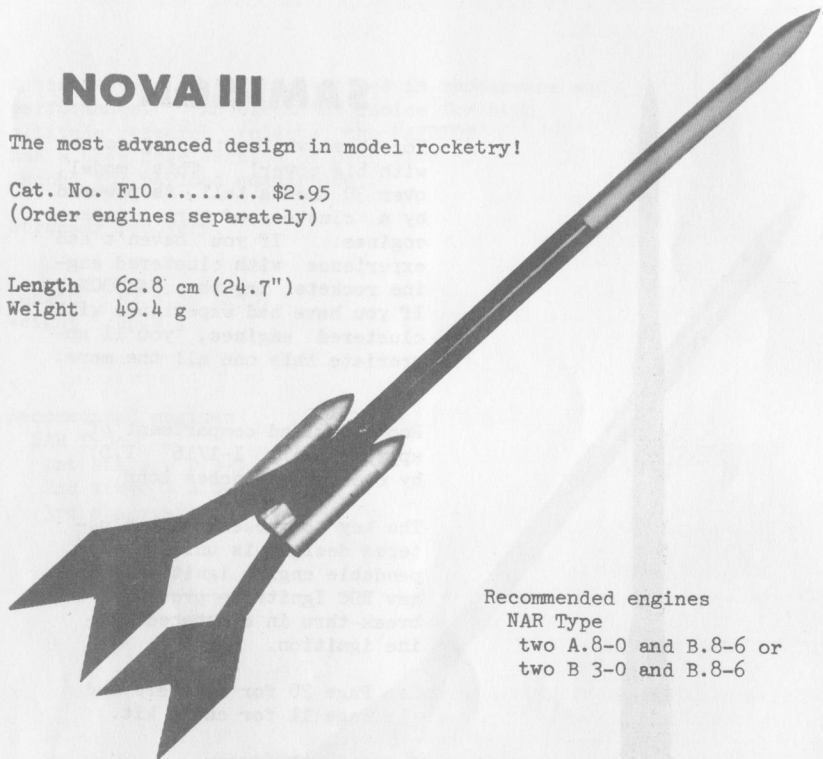 NOVA III
The most advanced design in model rocketry!
Cat. No. F10 ......... $2.95
(Order engines separately)
Length 62.8 cm (24.7")
Weight 49.4 g
Recommended engines
NAR Type
two A.8-0 and B.8-6 or
two B 3-0 and B.8-6